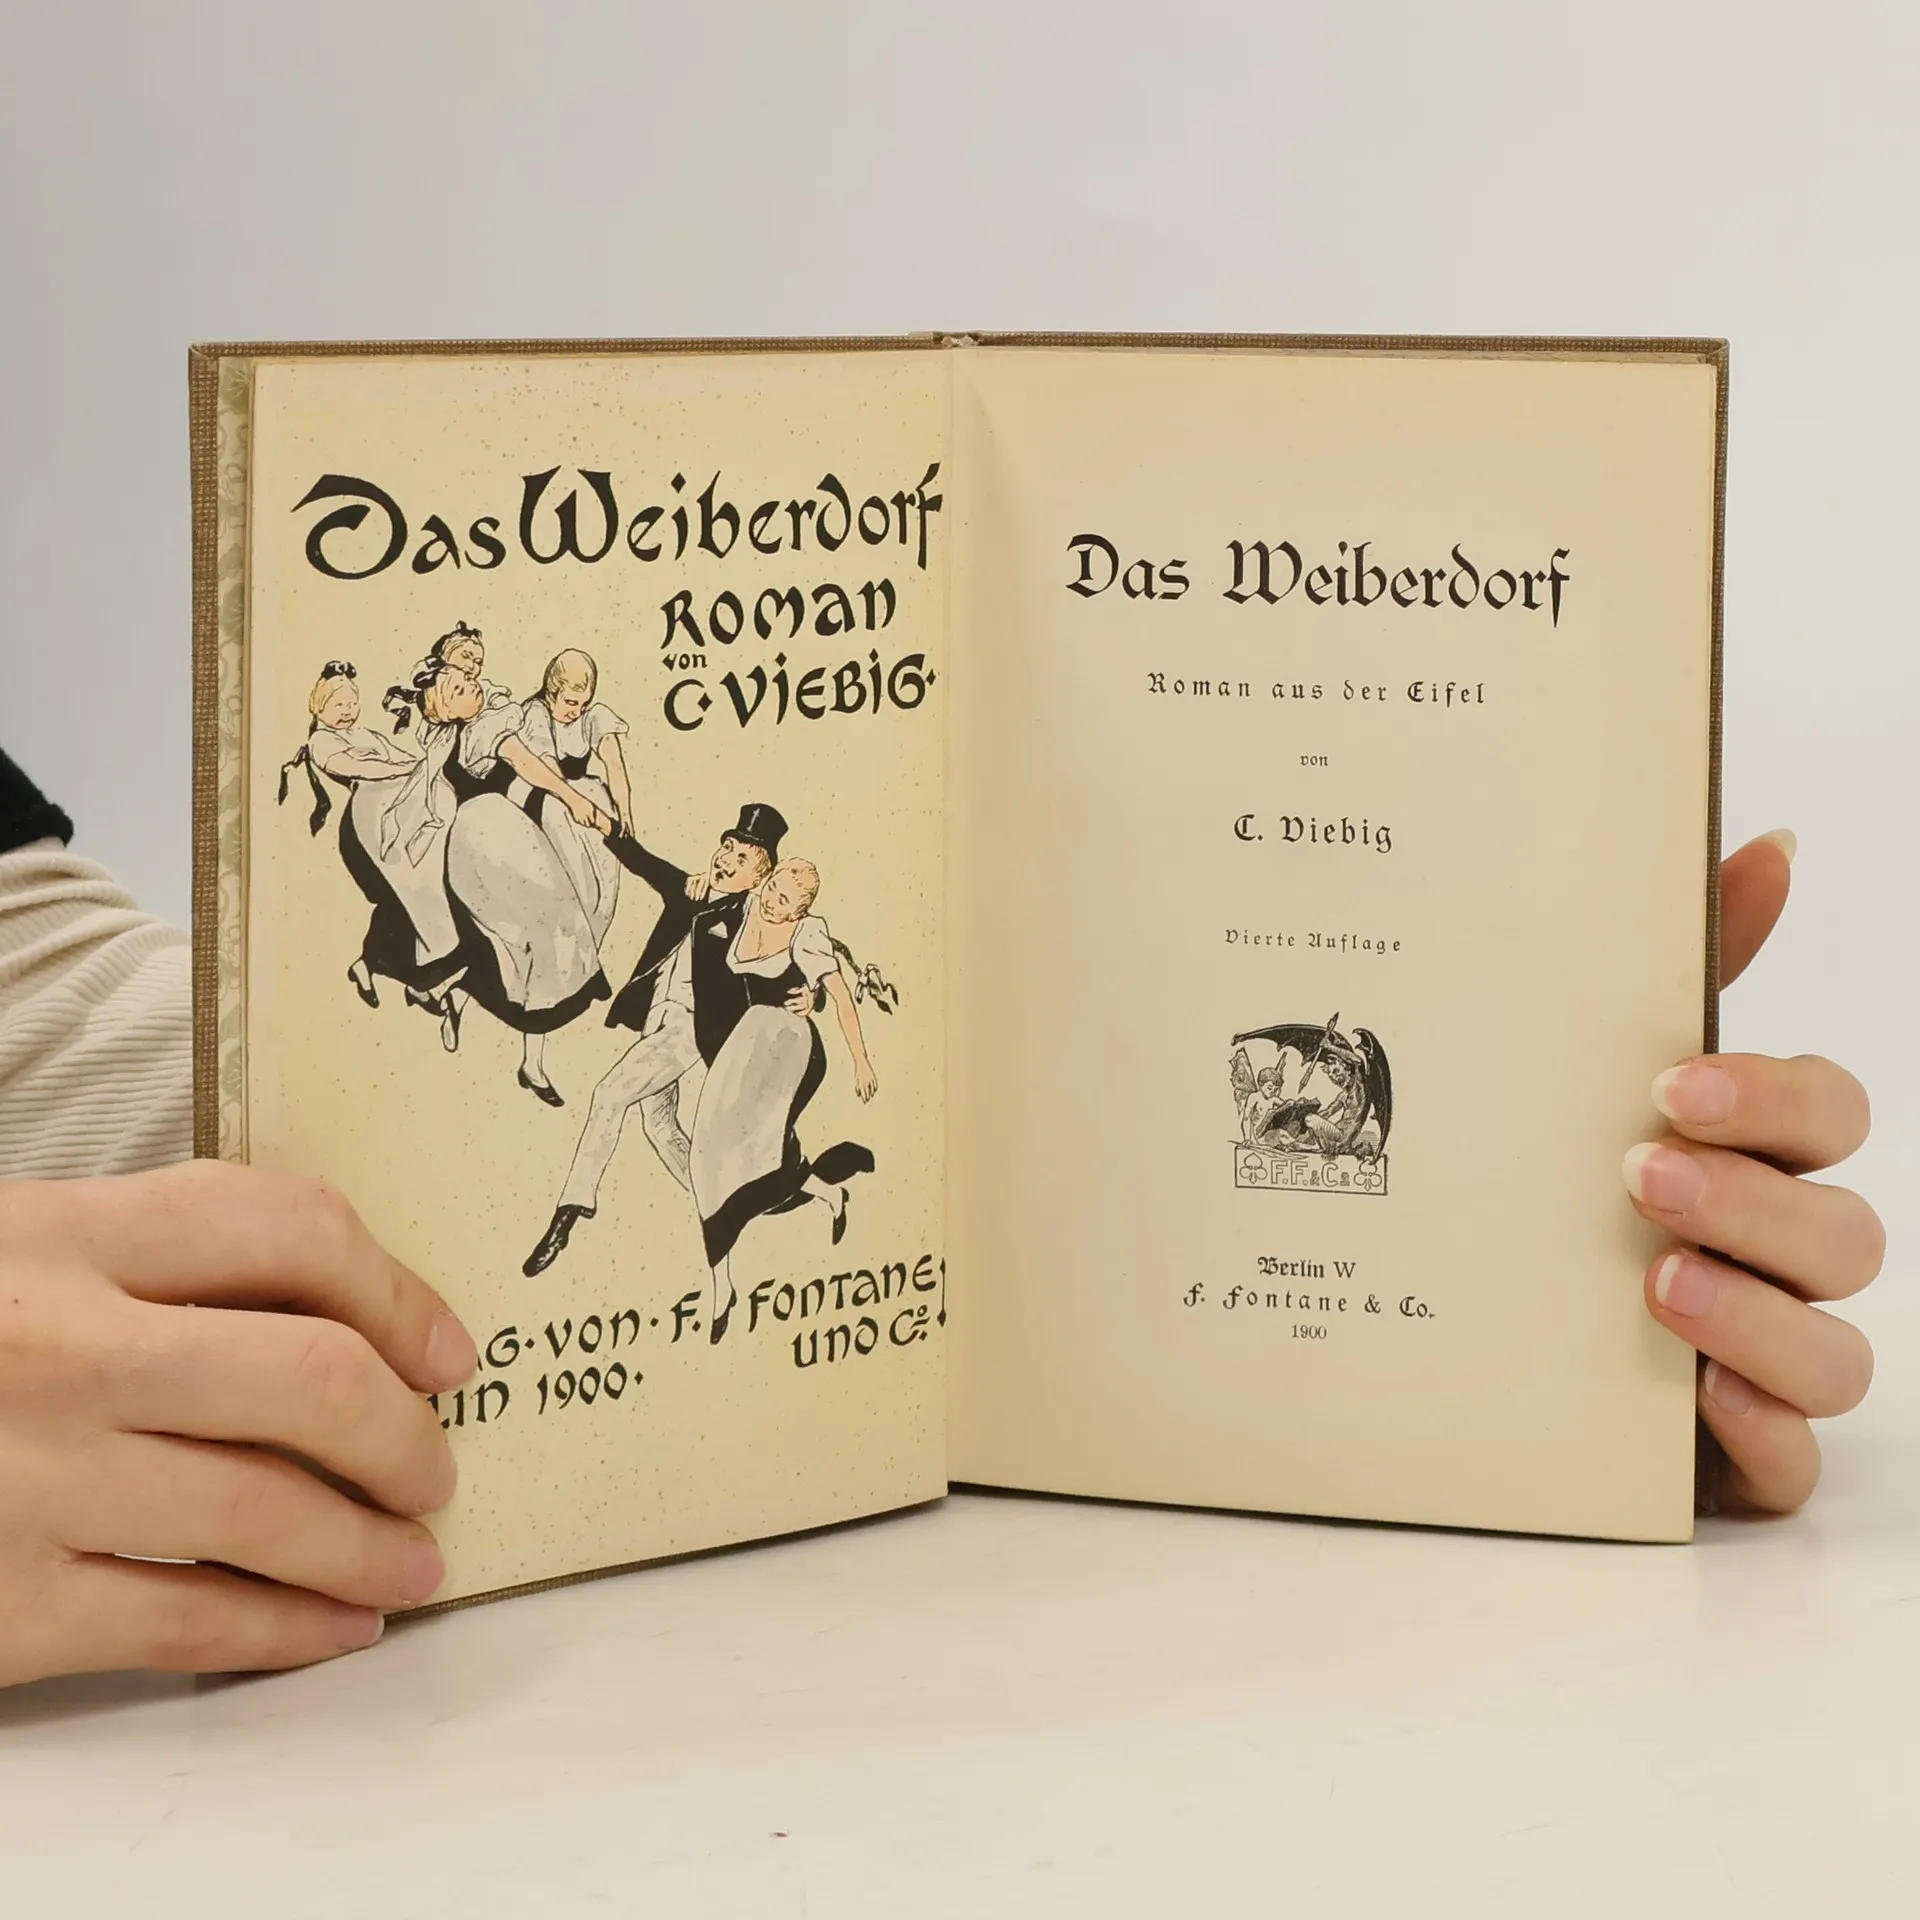 Das Weiberdorf
ROMAN
von
C. VIEBIG.
VON · F. FONTANE
UND Co.
1900.
Das Weiberdorf
Roman aus der Eifel
von
C. Viebig
Vierte Auflage
F. F. & Co
Berlin W
F. Fontane & Co.
1900